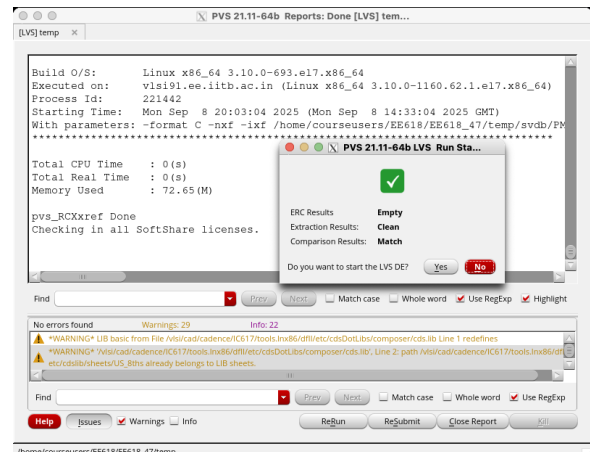 PVS 21.11-64b Reports: Done [LVS] tem...
[LVS] temp ×
Build O/S: Linux x86_64 3.10.0-693.el7.x86_64
Executed on: vlsi91.ee.iitb.ac.in (Linux x86_64 3.10.0-1160.62.1.el7.x86_64)
Process Id: 221442
Starting Time: Mon Sep 8 20:03:04 2025 (Mon Sep 8 14:33:04 2025 GMT)
With parameters: -format C -nxf -ixf /home/courseusers/EE618/EE618_47/temp/svdb/PM
Total CPU Time : 0(s)
Total Real Time : 0(s)
Memory Used : 72.65(M)
pvs_RCXxref Done
Checking in all SoftShare licenses.
PVS 21.11-64b LVS Run Sta...
ERC Results Empty
Extraction Results: Clean
Comparison Results: Match
Do you want to start the LVS DE? Yes No
Find Prev Next Match case Whole word Use RegExp Highlight
No errors found Warnings: 29 Info: 22
*WARNING* LIB basic from File /vlsi/cad/cadence/IC617/tools.lnx86/dfII/etc/cdsDotLibs/composer/cds.lib Line 1 redefines
*WARNING* '/vlsi/cad/cadence/IC617/tools.lnx86/dfII/etc/cdsDotLibs/composer/cds.lib', Line 2: path /vlsi/cad/cadence/IC617/tools.lnx86/dfII/
etc/cdslib/sheets/US_8ths already belongs to LIB sheets.
Find Prev Next Match case Whole word Use RegExp
Help Issues Warnings Info ReRun ReSubmit Close Report Kill
/home/courseusers/EE618/EE618_47/temp